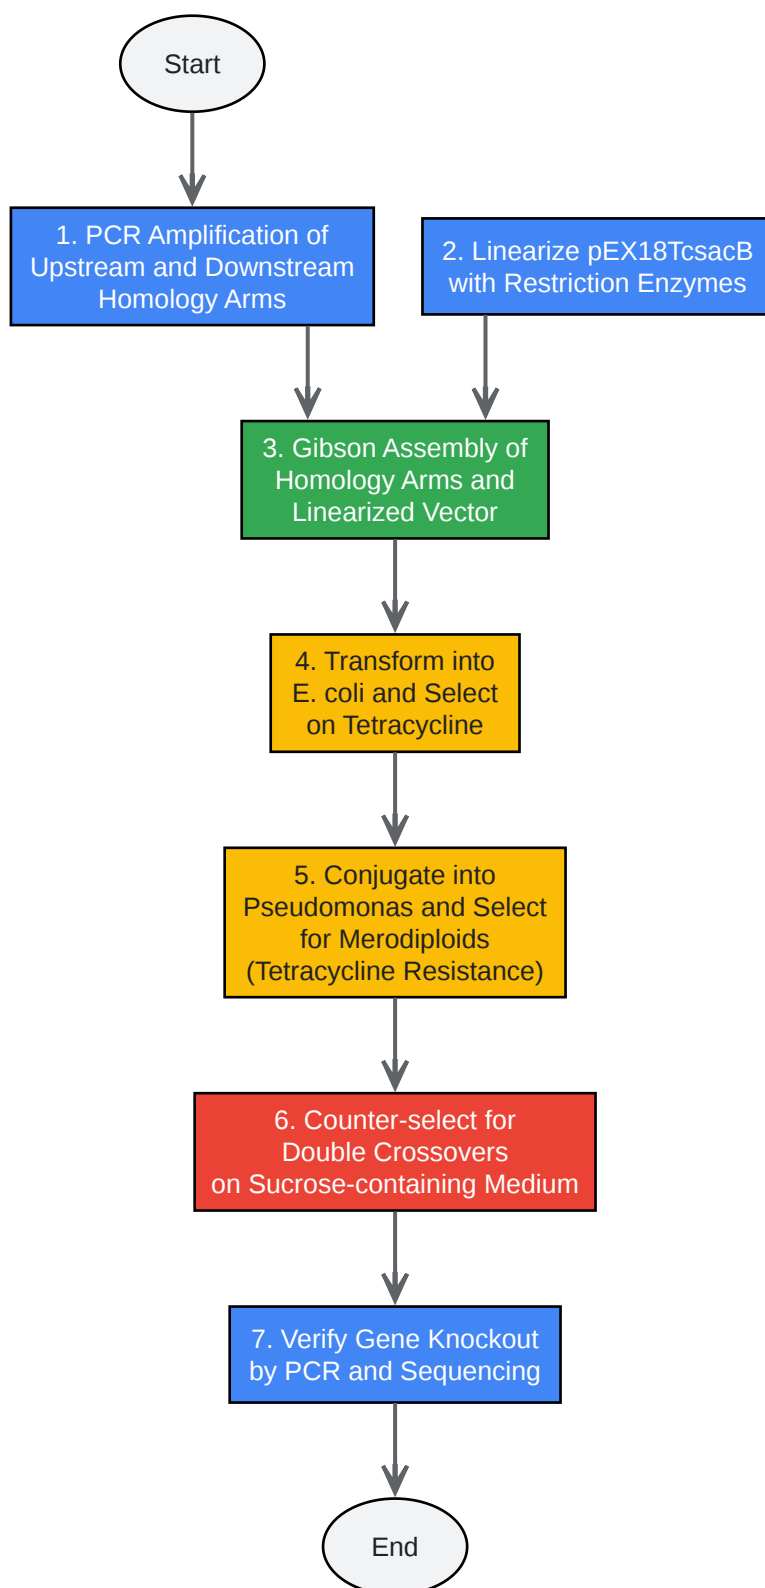 Start
1. PCR Amplification of
Upstream and Downstream
Homology Arms
2. Linearize pEX18TcsacB
with Restriction Enzymes
3. Gibson Assembly of
Homology Arms and
Linearized Vector
4. Transform into
E. coli and Select
on Tetracycline
5. Conjugate into
Pseudomonas and Select
for Merodiploids
(Tetracycline Resistance)
6. Counter-select for
Double Crossovers
on Sucrose-containing Medium
7. Verify Gene Knockout
by PCR and Sequencing
End